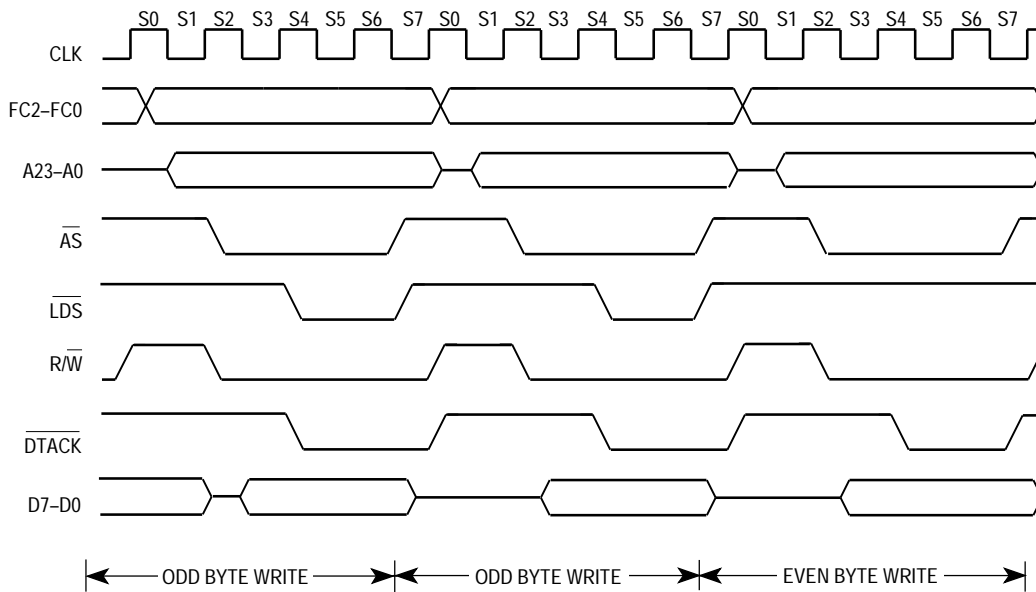 S0 S1 S2 S3 S4 S5 S6 S7 S0 S1 S2 S3 S4 S5 S6 S7 S0 S1 S2 S3 S4 S5 S6 S7
CLK
FC2–FC0
A23–A0
AS
LDS
R/W
DTACK
D7–D0
ODD BYTE WRITE ODD BYTE WRITE EVEN BYTE WRITE